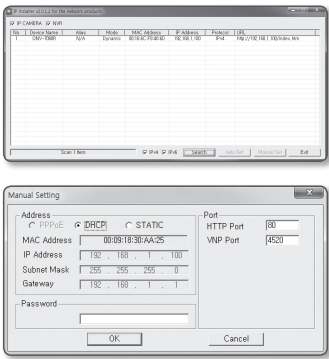 IP Installer v2.0.1.2 for the network products
IP CAMERA NVR
No Device Name Alias Mode MAC Address IP Address Protocol URL
1 N/A Dynamic 192,168,1,100 IPv4 http://192,168,1,100/index.htm
Scan 1 Item IPv4 IPv6 Search Auto Set Manual Set Exit
Manual Setting
Address
PPPoE DHCP STATIC
MAC Address 00:09:18:30:AA:25
IP Address 192 . 168 . 1 . 100
Subnet Mask 255 . 255 . 255 . 0
Gateway 192 . 168 . 1 . 1
Port
HTTP Port 80
VNP Port 4520
Password
OK Cancel